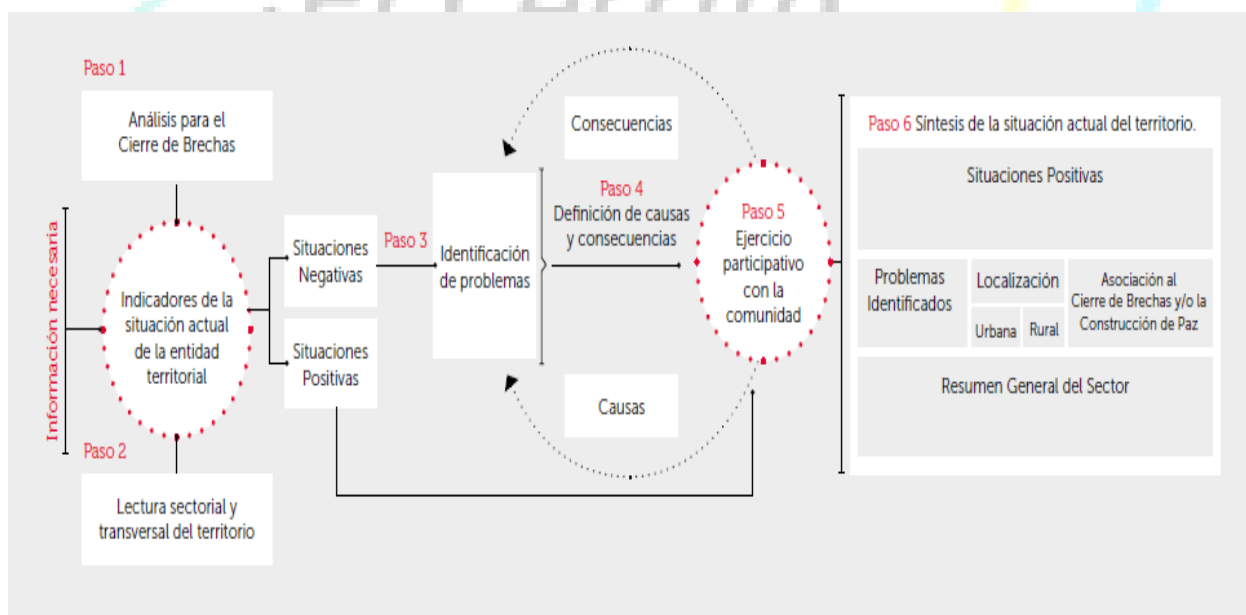 Paso 1
Análisis para el
Cierre de Brechas
Información necesaria
Indicadores de la
situación actual
de la entidad
territorial
Paso 2
Lectura sectorial y
transversal del territorio
Situaciones
Negativas
Situaciones
Positivas
Paso 3
Identificación
de problemas
Consecuencias
Paso 4
Definición de causas
y consecuencias
Causas
Paso 5
Ejercicio
participativo
con la
comunidad
Paso 6 Síntesis de la situación actual del territorio.
Situaciones Positivas
Problemas
Identificados
Localización
Urbana
Rural
Asociación al
Cierre de Brechas y/o la
Construcción de Paz
Resumen General del Sector